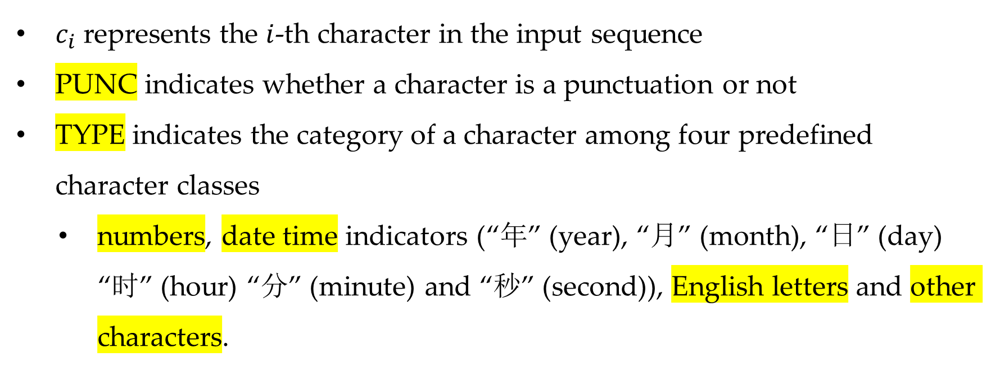 • cᵢ represents the i-th character in the input sequence
• PUNC indicates whether a character is a punctuation or not
• TYPE indicates the category of a character among four predefined
character classes
• numbers, date time indicators (“年” (year), “月” (month), “日” (day)
“时” (hour) “分” (minute) and “秒” (second)), English letters and other
characters.